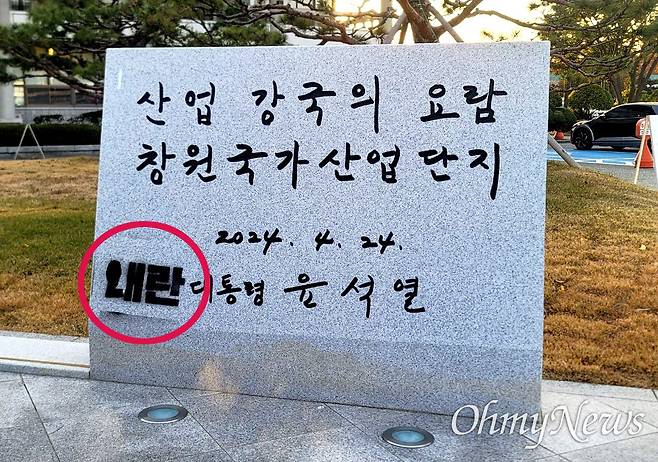 산업 강국의 요람
창원국가산업단지
2024. 4. 24.
왜란 대통령 윤석열
OhmyNews